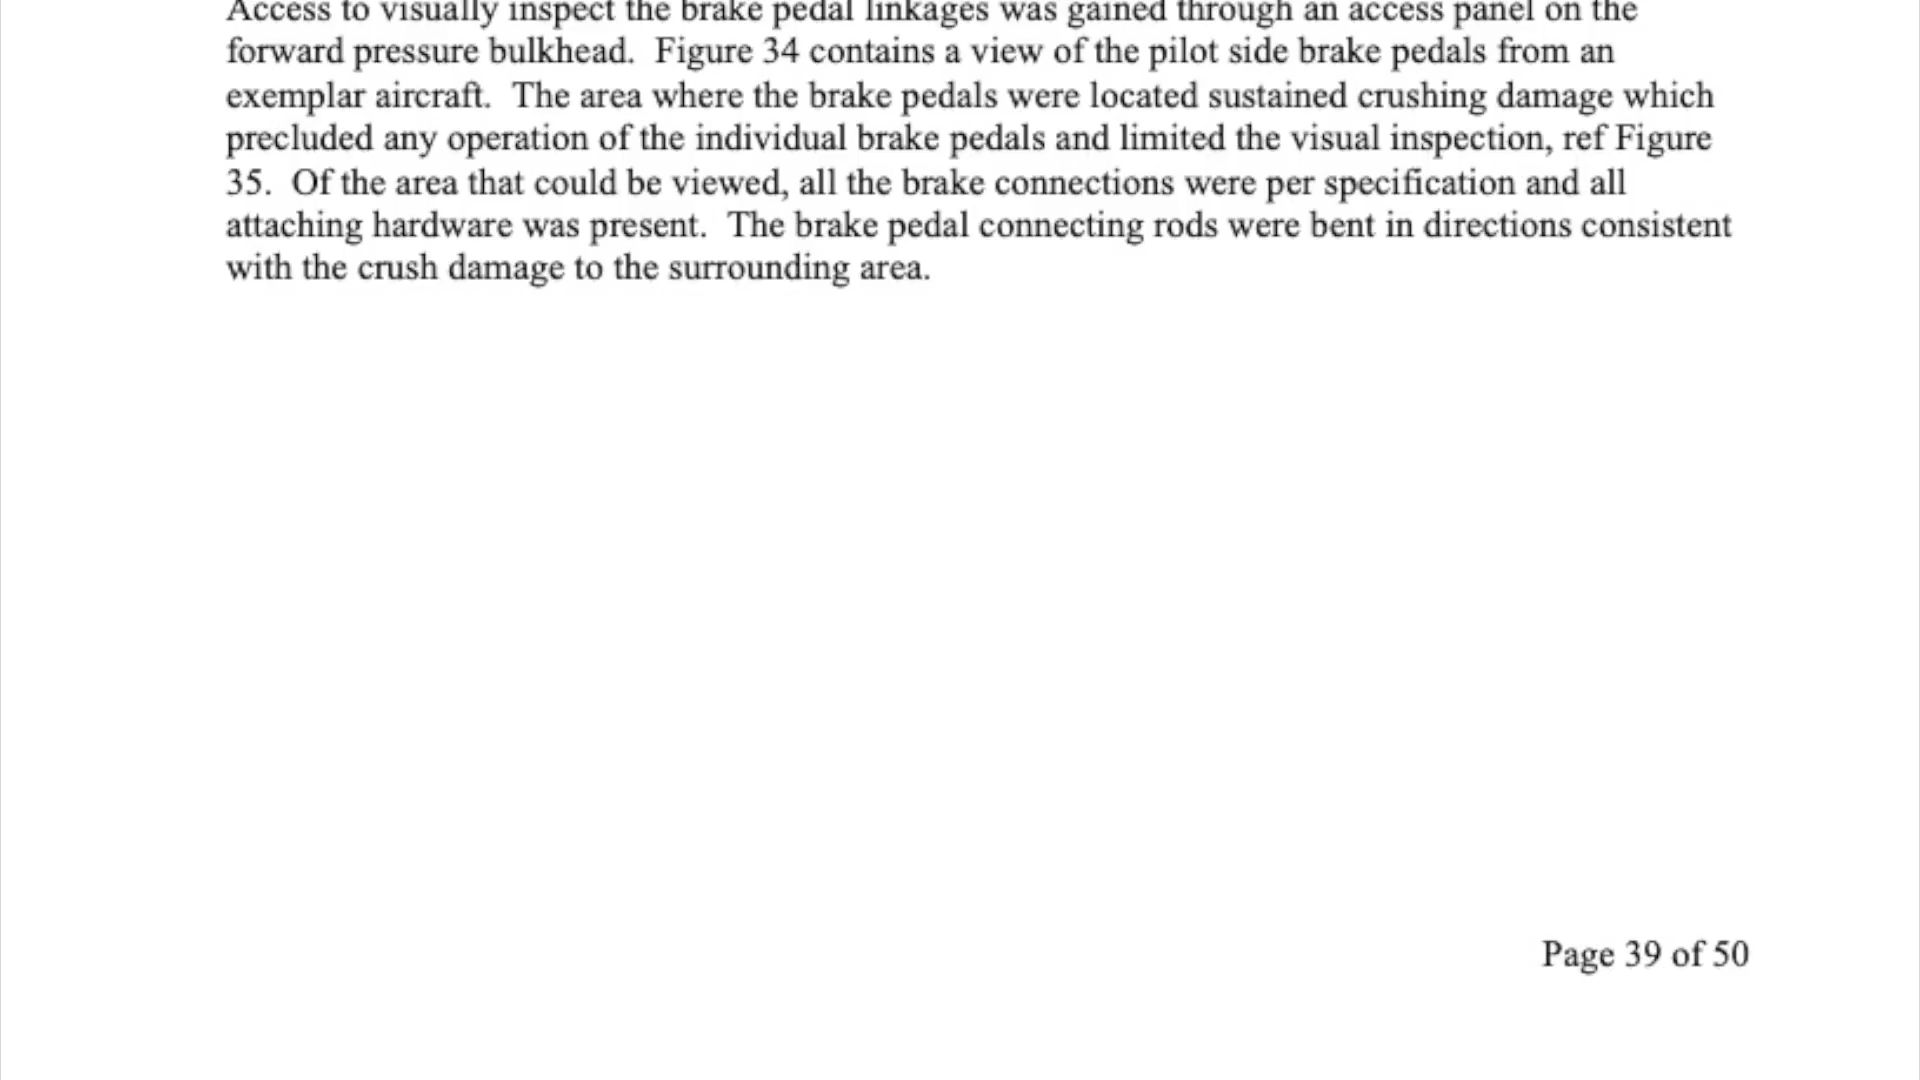 Access to visually inspect the brake pedal linkages was gained through an access panel on the
forward pressure bulkhead.  Figure 34 contains a view of the pilot side brake pedals from an
exemplar aircraft.  The area where the brake pedals were located sustained crushing damage which
precluded any operation of the individual brake pedals and limited the visual inspection, ref Figure
35.  Of the area that could be viewed, all the brake connections were per specification and all
attaching hardware was present.  The brake pedal connecting rods were bent in directions consistent
with the crush damage to the surrounding area.
Page 39 of 50